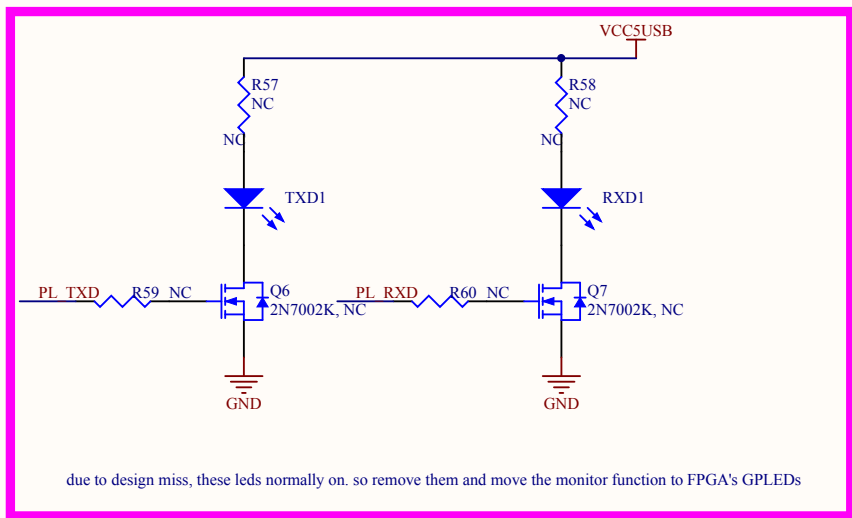 VCC5USB
R57
NC
NC
R58
NC
NC
TXD1
RXD1
PL_TXD
R59 NC
Q6
2N7002K, NC
PL_RXD
R60 NC
Q7
2N7002K, NC
GND
GND
due to design miss, these leds normally on. so remove them and move the monitor function to FPGA's GPLEDs